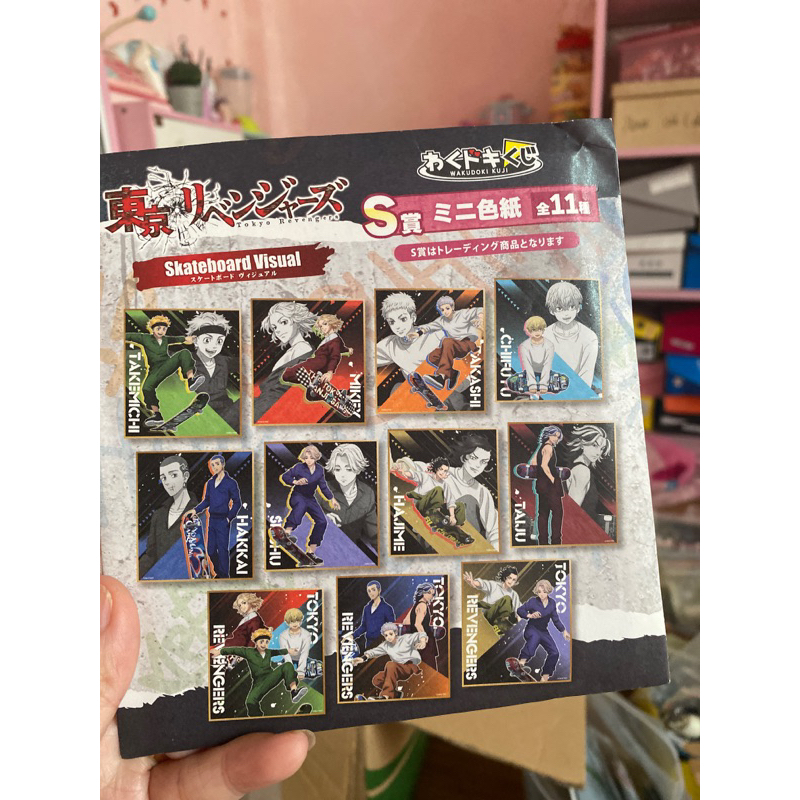 わくドキくじ
WAKUDOKI KUJI
東京リベンジャーズ
Tokyo Revengers
S賞 ミニ色紙 全11種
S賞はトレーディング商品となります
Skateboard Visual
スケートボード ヴィジュアル
TAKEMICHI
MIKEY
TAKASHI
CHIFUYU
HAKKAI
SEISHU
HAJIME
TAIJU
TOKYO
REVENGERS
TOKYO
REVENGERS
TOKYO
REVENGERS